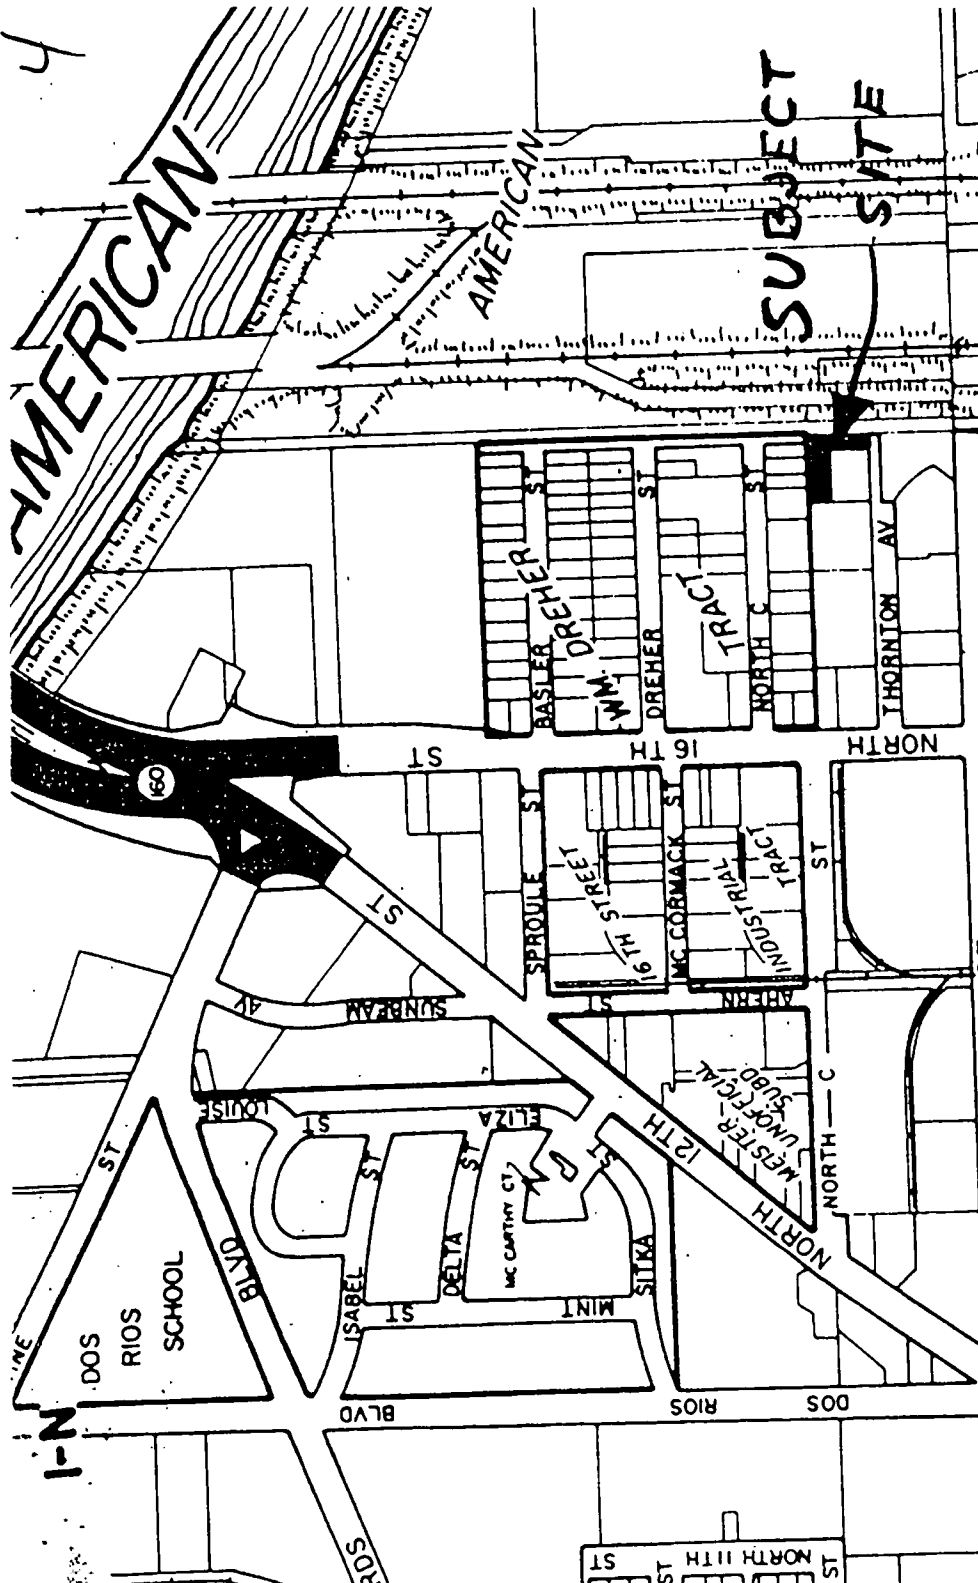 4
AMERICAN
AMERICAN
SUBJECT
SITE
160
BASLER ST
WM. DREHER
TRACT
DREHER ST
NORTH C ST
THORNTON AV
NORTH 16TH ST
SPROULE ST
16TH STREET
INDUSTRIAL
TRACT
MC CORMACK ST
AHERN ST
SUNBEAM AV
ST
LOUISE ST
ELIZA ST
ISABEL ST
DELTA ST
MC CARTHY CT
SITKA ST
MINT ST
NORTH 12TH ST
MEISTER
UNOFFICIAL
SUBD
NORTH C ST
DOS
RIOS
SCHOOL
BLVD
DOS RIOS BLVD
NORTH 11TH ST
ST
ST
N